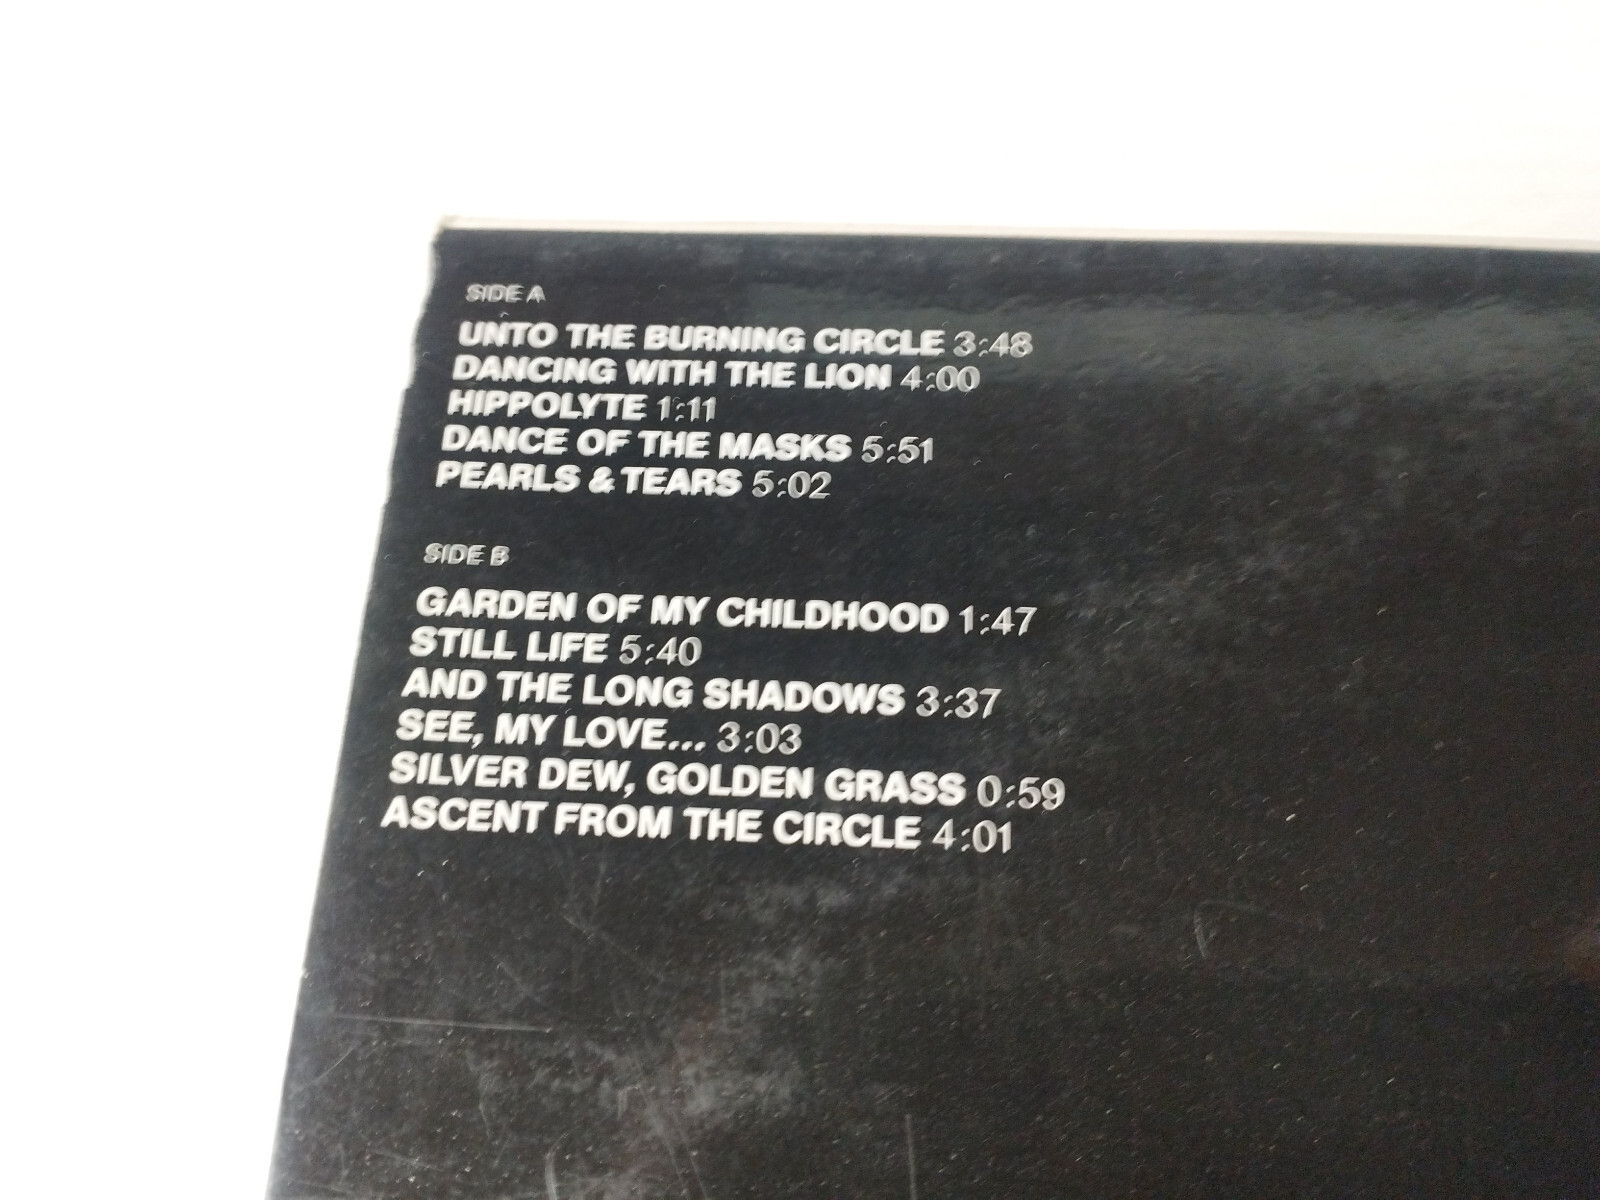 SIDE A
UNTO THE BURNING CIRCLE 3:48
DANCING WITH THE LION 4:00
HIPPOLYTE 1:11
DANCE OF THE MASKS 5:51
PEARLS & TEARS 5:02
SIDE B
GARDEN OF MY CHILDHOOD 1:47
STILL LIFE 5:40
AND THE LONG SHADOWS 3:37
SEE, MY LOVE... 3:03
SILVER DEW, GOLDEN GRASS 0:59
ASCENT FROM THE CIRCLE 4:01